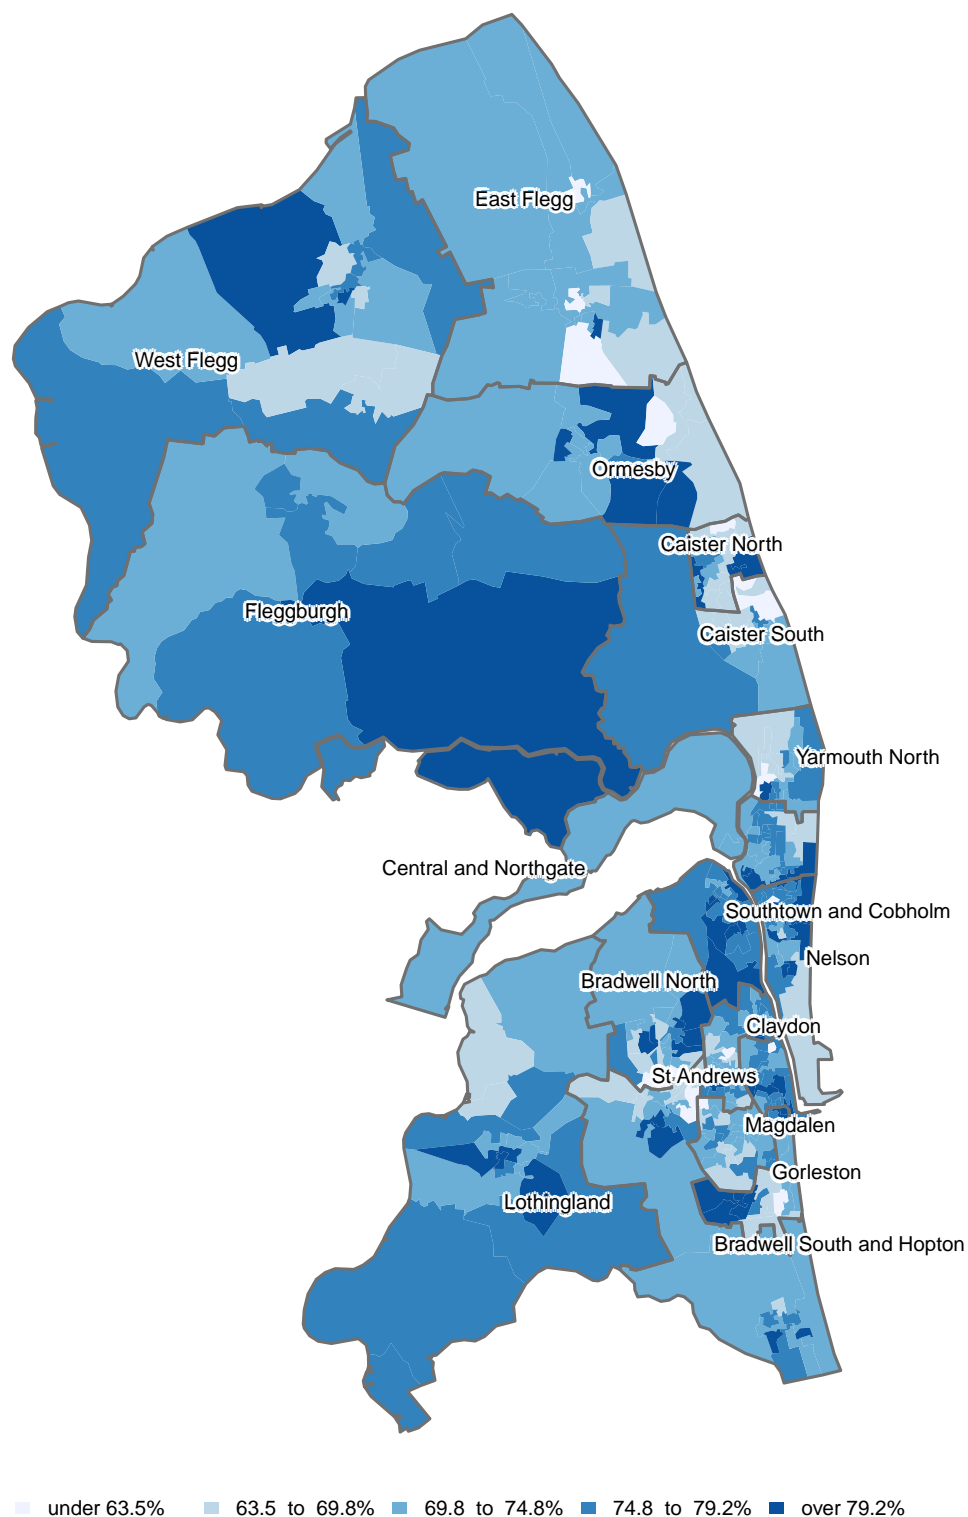 East Flegg
West Flegg
Ormesby
Caister North
Fleggburgh
Caister South
Yarmouth North
Central and Northgate
Southtown and Cobholm
Nelson
Bradwell North
Claydon
St Andrews
Magdalen
Gorleston
Lothingland
Bradwell South and Hopton
under 63.5% 63.5 to 69.8% 69.8 to 74.8% 74.8 to 79.2% over 79.2%